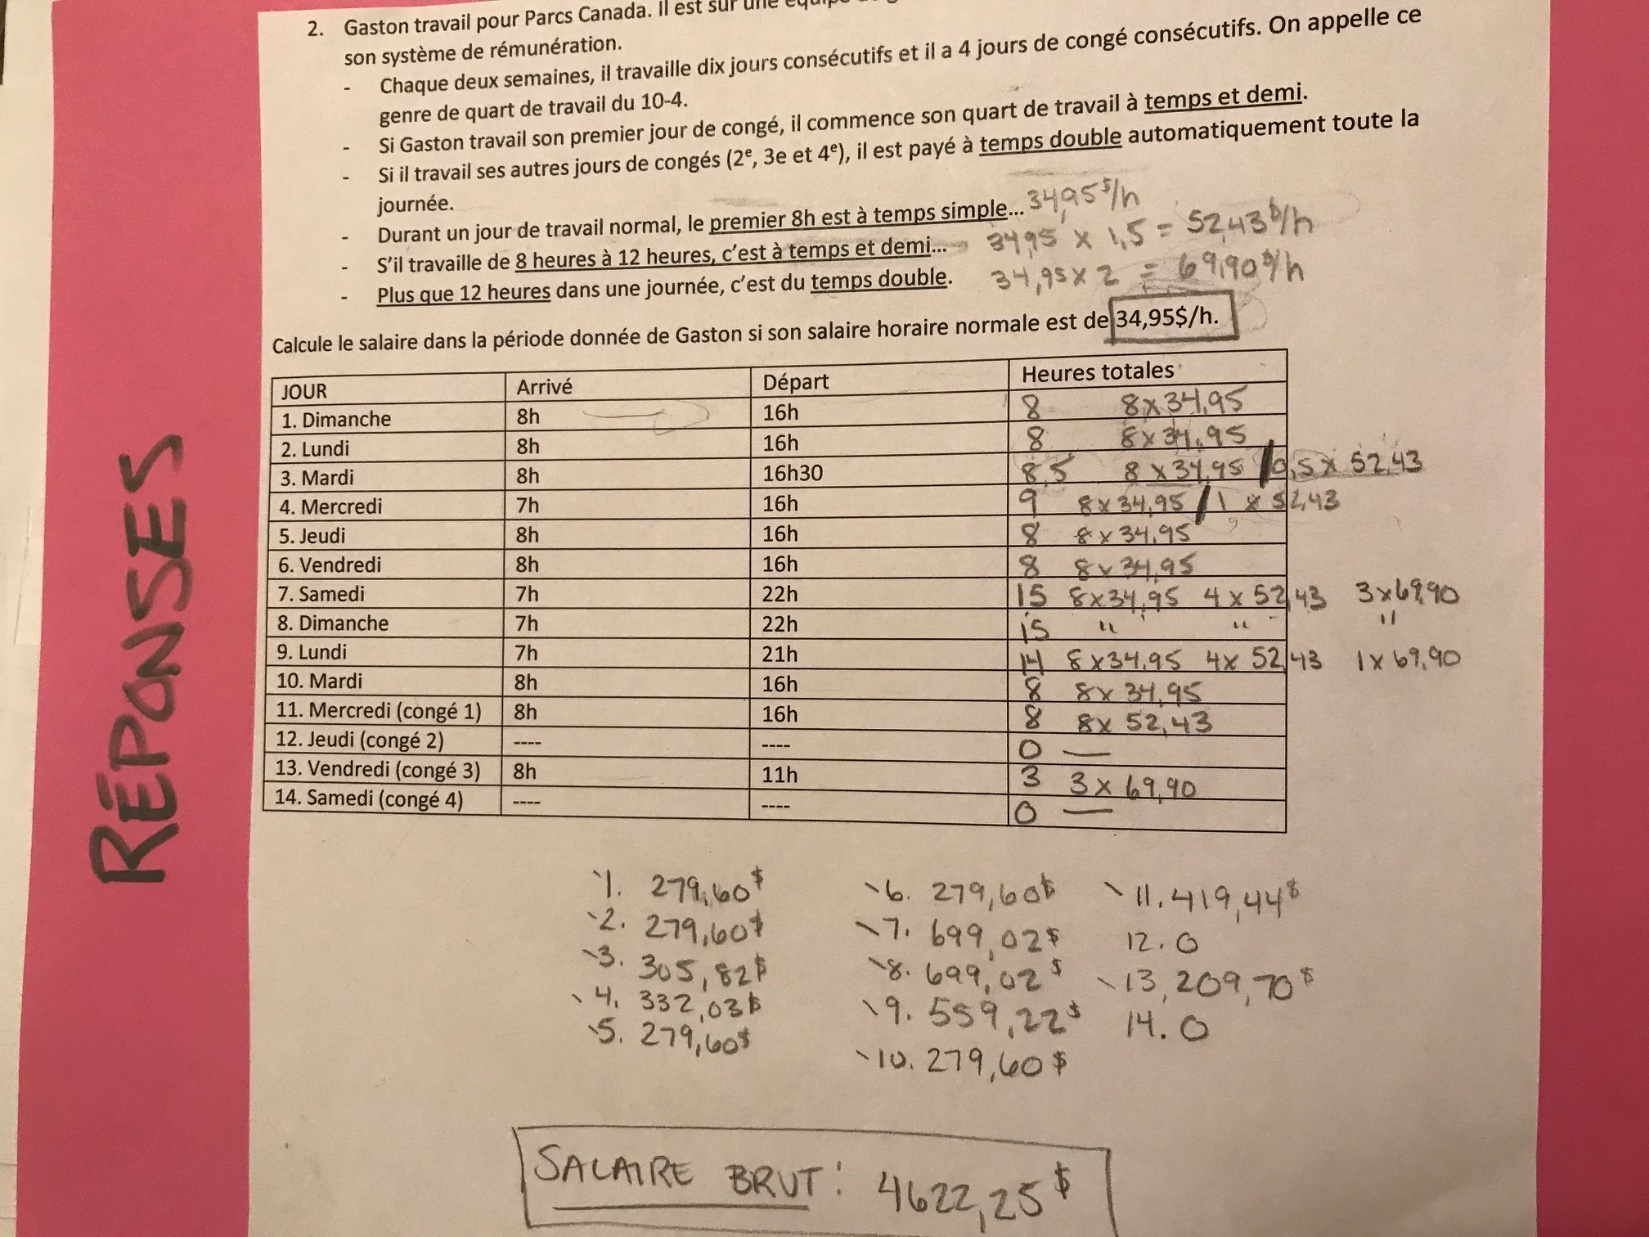 2. Gaston travail pour Parcs Canada. Il est sur une équipe
son système de rémunération.
- Chaque deux semaines, il travaille dix jours consécutifs et il a 4 jours de congé consécutifs. On appelle ce
genre de quart de travail du 10-4.
- Si Gaston travail son premier jour de congé, il commence son quart de travail à temps et demi.
- Si il travail ses autres jours de congés (2e, 3e et 4e), il est payé à temps double automatiquement toute la
journée.
- Durant un jour de travail normal, le premier 8h est à temps simple... 34,95$/h
- S'il travaille de 8 heures à 12 heures, c'est à temps et demi... 34,95 x 1,5 = 52,43$/h
- Plus que 12 heures dans une journée, c'est du temps double. 34,95 x 2 = 69,90$/h
Calcule le salaire dans la période donnée de Gaston si son salaire horaire normale est de 34,95$/h.
JOUR Arrivé Départ Heures totales
1. Dimanche 8h 16h 8 8x34,95
2. Lundi 8h 16h 8 8x34,95
3. Mardi 8h 16h30 8,5 8x34,95 / 0,5x 52,43
4. Mercredi 7h 16h 9 8x34,95 / 1 x 52,43
5. Jeudi 8h 16h 8 8x34,95
6. Vendredi 8h 16h 8 8x34,95
7. Samedi 7h 22h 15 8x34,95 4x52,43 3x69,90
8. Dimanche 7h 22h 15 " " "
9. Lundi 7h 21h 14 8x34,95 4x 52,43 1x69,90
10. Mardi 8h 16h 8 8x34,95
11. Mercredi (congé 1) 8h 16h 8 8x 52,43
12. Jeudi (congé 2) ---- ---- 0 —
13. Vendredi (congé 3) 8h 11h 3 3x 69,90
14. Samedi (congé 4) ---- ---- 0 —
RÉPONSES
1. 279,60$
2. 279,60$
3. 305,82$
4. 332,03$
5. 279,60$
6. 279,60$
7. 699,02$
8. 699,02$
9. 559,22$
10. 279,60$
11. 419,44$
12. 0
13, 209,70$
14. 0
SALAIRE BRUT : 4622,25$